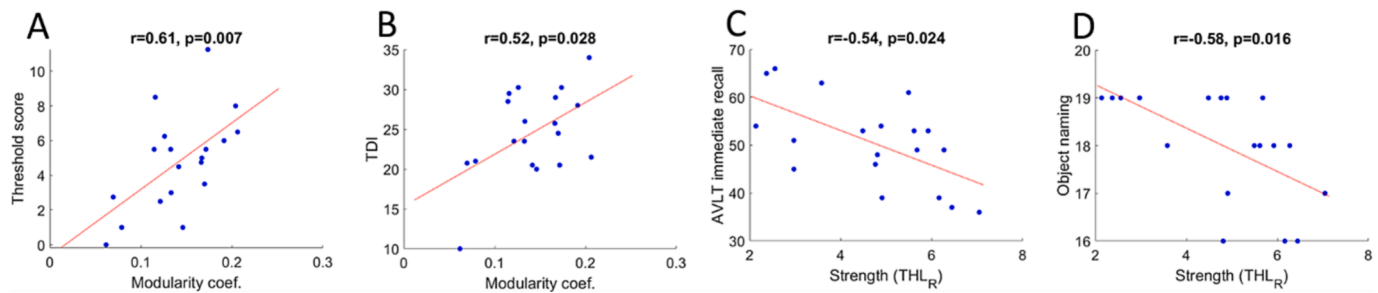 A
r=0.61, p=0.007
Threshold score
10
8
6
4
2
0
0
0.1
0.2
0.3
Modularity coef.
B
r=0.52, p=0.028
TDI
35
30
25
20
15
10
0
0.1
0.2
0.3
Modularity coef.
C
r=-0.54, p=0.024
AVLT immediate recall
70
60
50
40
30
2
4
6
8
Strength (THL_R)
D
r=-0.58, p=0.016
Object naming
20
19
18
17
16
2
4
6
8
Strength (THL_R)